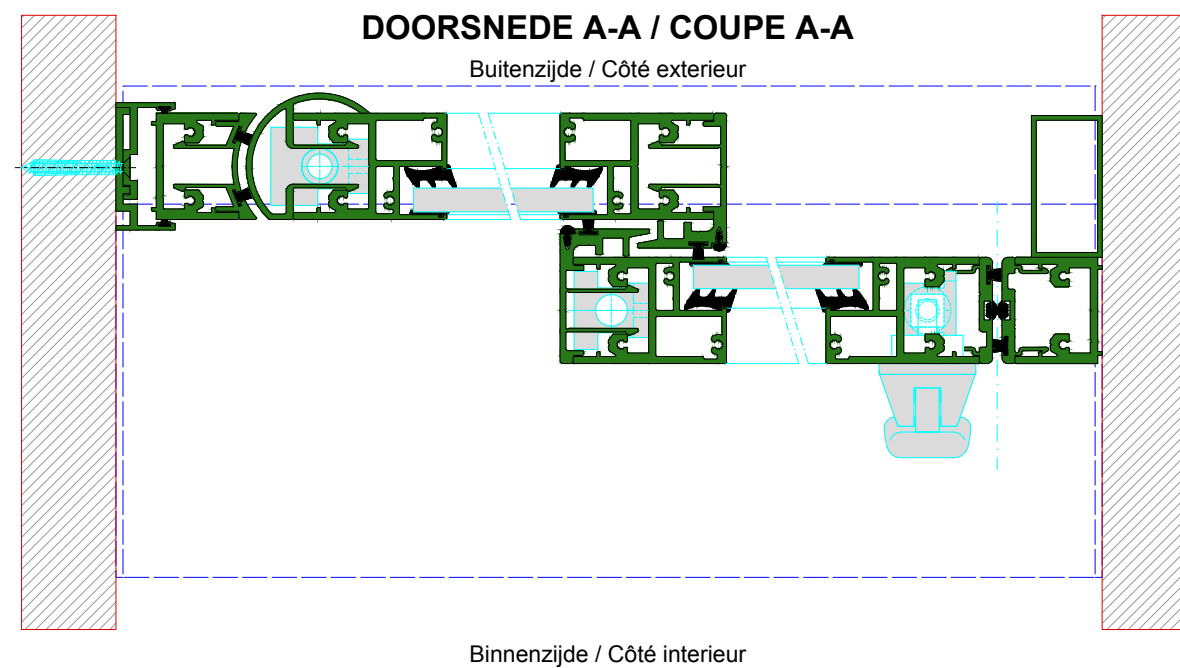 DOORSNEDE A-A / COUPE A-A
Buitenzijde / Côté exterieur
Binnenzijde / Côté interieur